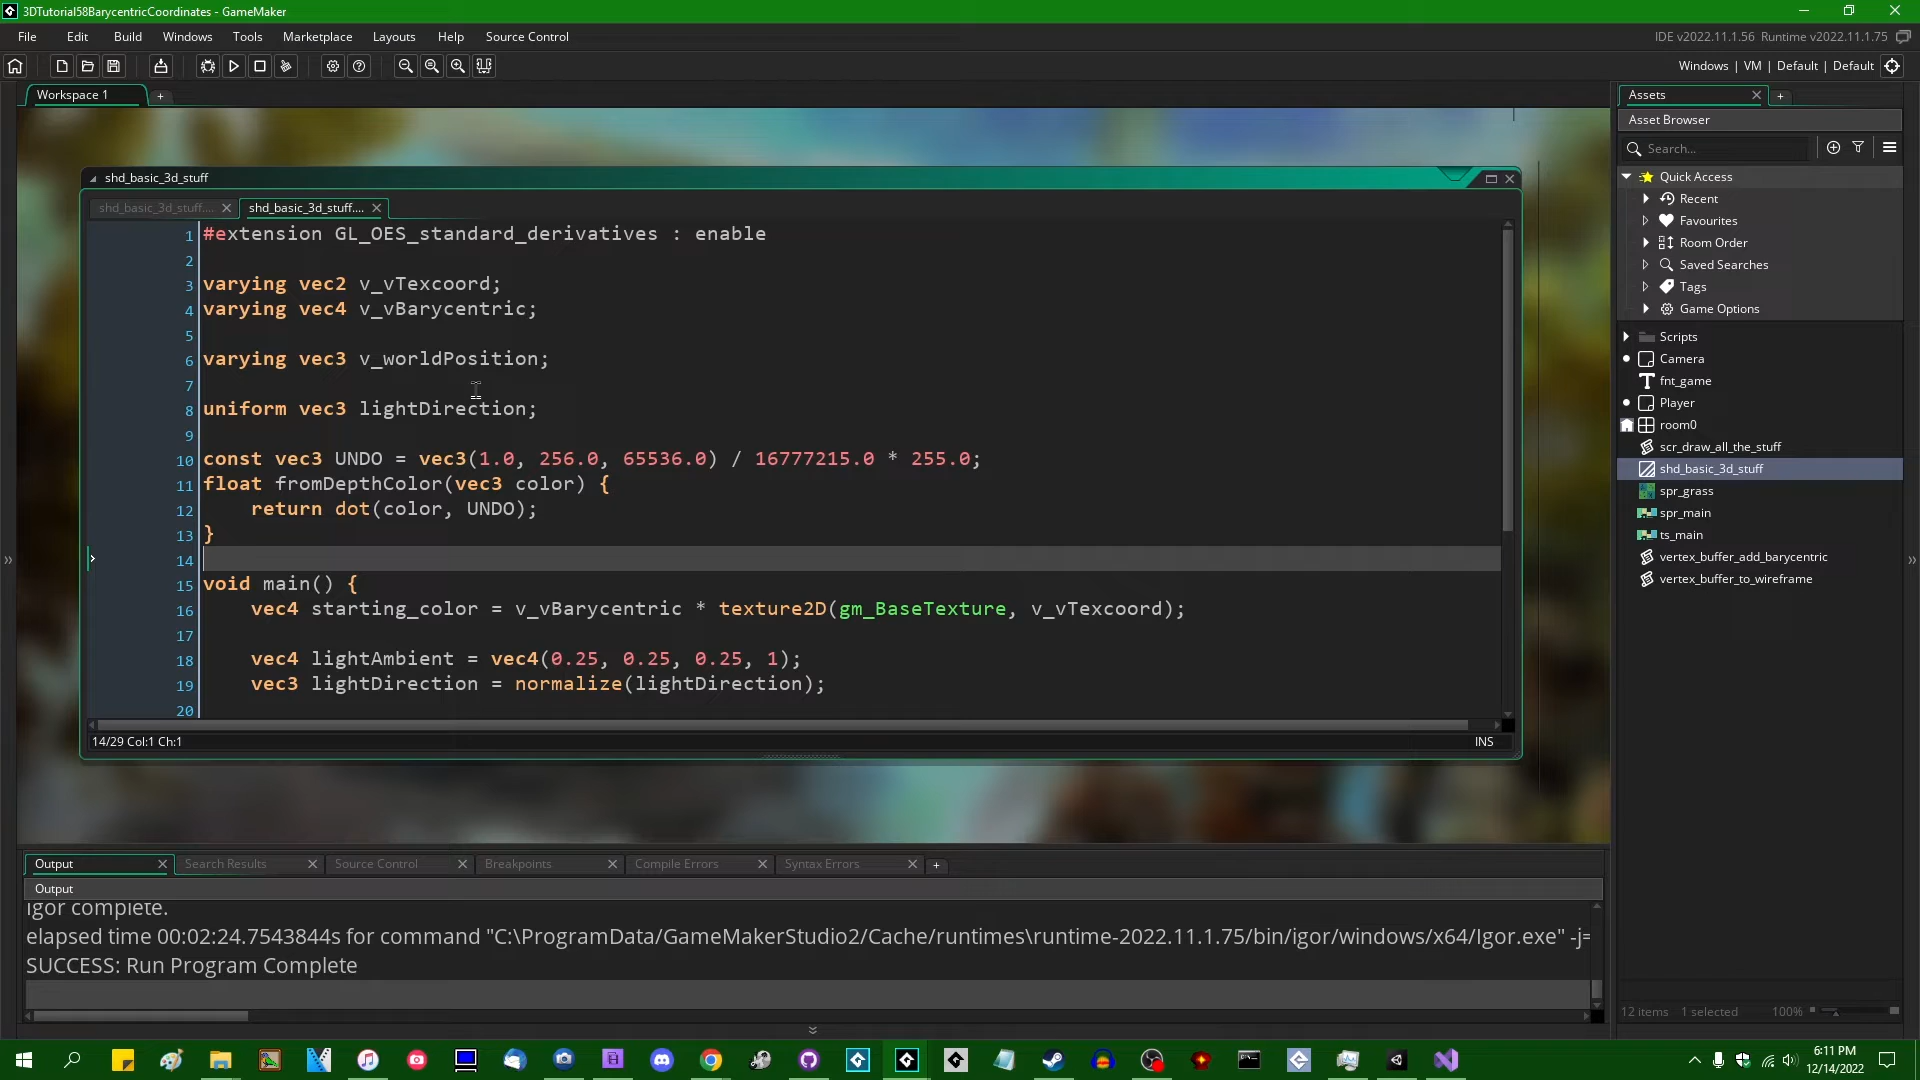 3DTutorial58BarycentricCoordinates - GameMaker
File Edit Build Windows Tools Marketplace Layouts Help Source Control
IDE v2022.11.1.56 Runtime v2022.11.1.75
Windows | VM | Default | Default
Workspace 1
shd_basic_3d_stuff
shd_basic_3d_stuff....
shd_basic_3d_stuff....
1 #extension GL_OES_standard_derivatives : enable
2
3 varying vec2 v_vTexcoord;
4 varying vec4 v_vBarycentric;
5
6 varying vec3 v_worldPosition;
7
8 uniform vec3 lightDirection;
9
10 const vec3 UNDO = vec3(1.0, 256.0, 65536.0) / 16777215.0 * 255.0;
11 float fromDepthColor(vec3 color) {
12 return dot(color, UNDO);
13 }
14
15 void main() {
16 vec4 starting_color = v_vBarycentric * texture2D(gm_BaseTexture, v_vTexcoord);
17
18 vec4 lightAmbient = vec4(0.25, 0.25, 0.25, 1);
19 vec3 lightDirection = normalize(lightDirection);
20
14/29 Col:1 Ch:1
INS
Output Search Results Source Control Breakpoints Compile Errors Syntax Errors
Output
Igor complete.
elapsed time 00:02:24.7543844s for command "C:\ProgramData/GameMakerStudio2/Cache/runtimes\runtime-2022.11.1.75/bin/igor/windows/x64/Igor.exe" -j=
SUCCESS: Run Program Complete
Assets
Asset Browser
Search...
Quick Access
Recent
Favourites
Room Order
Saved Searches
Tags
Game Options
Scripts
Camera
fnt_game
Player
room0
scr_draw_all_the_stuff
shd_basic_3d_stuff
spr_grass
spr_main
ts_main
vertex_buffer_add_barycentric
vertex_buffer_to_wireframe
12 items 1 selected 100%
6:11 PM
12/14/2022